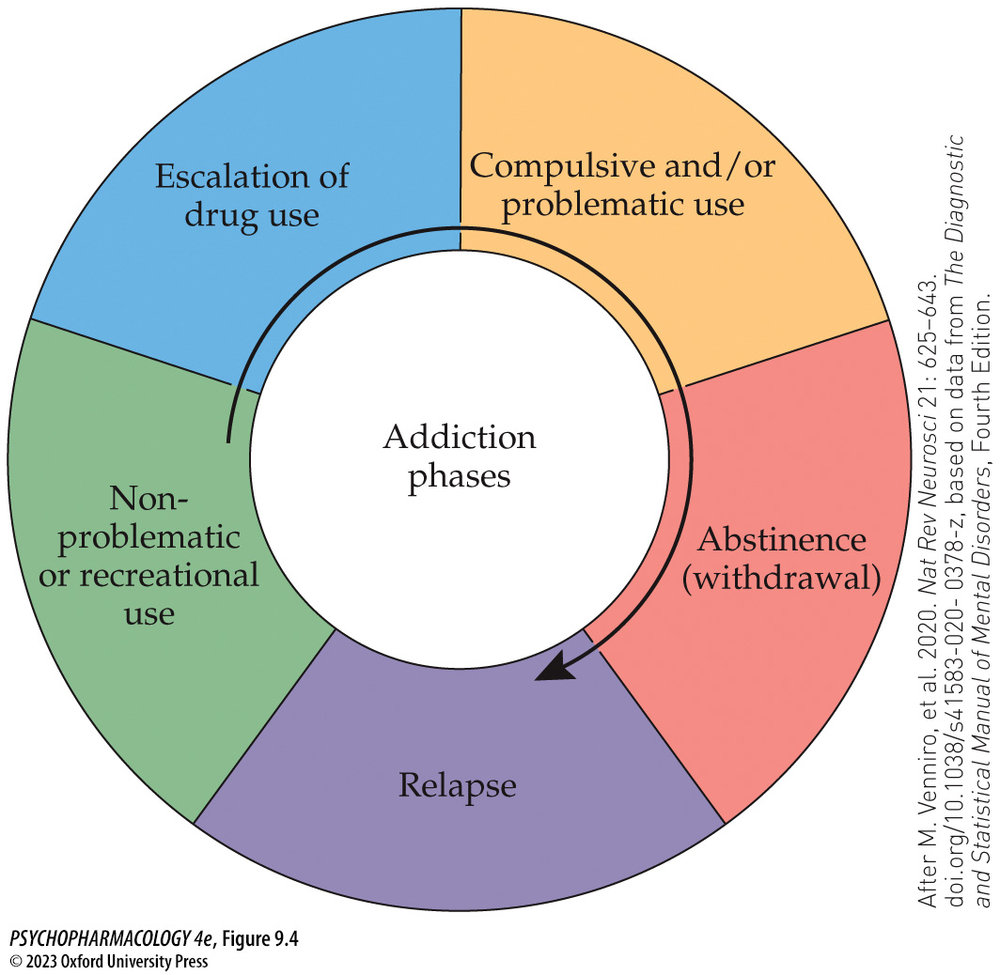 Escalation of
drug use
Compulsive and/or
problematic use
Addiction
phases
Non-
problematic
or recreational
use
Abstinence
(withdrawal)
Relapse
After M. Venniro, et al. 2020. Nat Rev Neurosci 21: 625–643.
doi.org/10.1038/s41583-020- 0378-z, based on data from The Diagnostic
and Statistical Manual of Mental Disorders, Fourth Edition.
PSYCHOPHARMACOLOGY 4e, Figure 9.4
© 2023 Oxford University Press